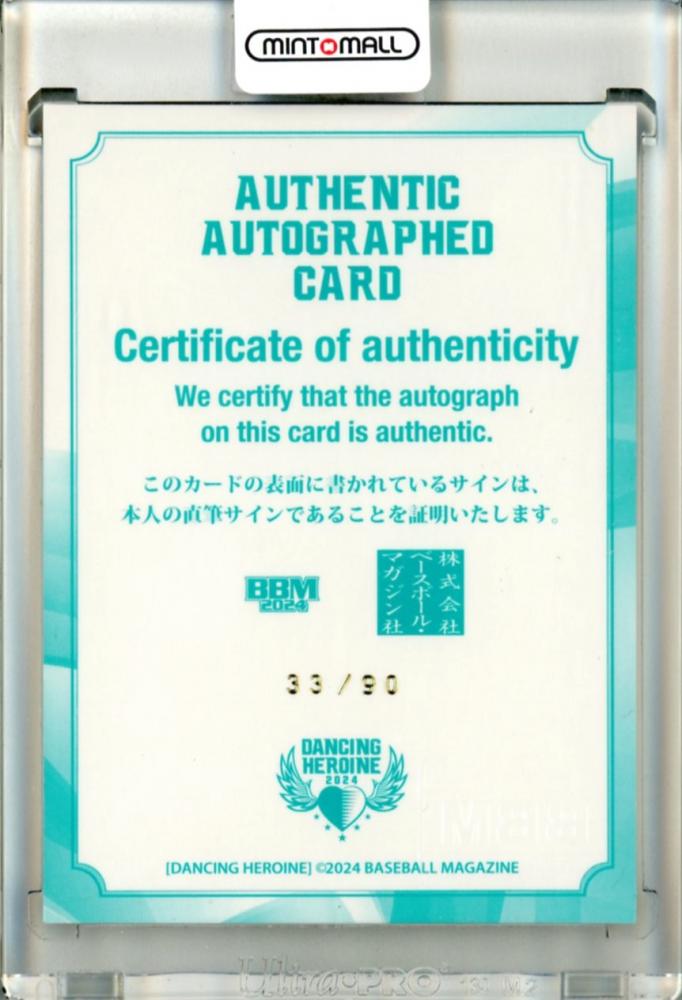 MINT MALL
AUTHENTIC
AUTOGRAPHED
CARD
Certificate of authenticity
We certify that the autograph
on this card is authentic.
このカードの表面に書かれているサインは、
本人の直筆サインであることを証明いたします。
BBM
2024
株式会社
ベースボール・
マガジン社
33/90
DANCING
HEROINE
2024
[DANCING HEROINE] ©2024 BASEBALL MAGAZINE
Ultra·PRO